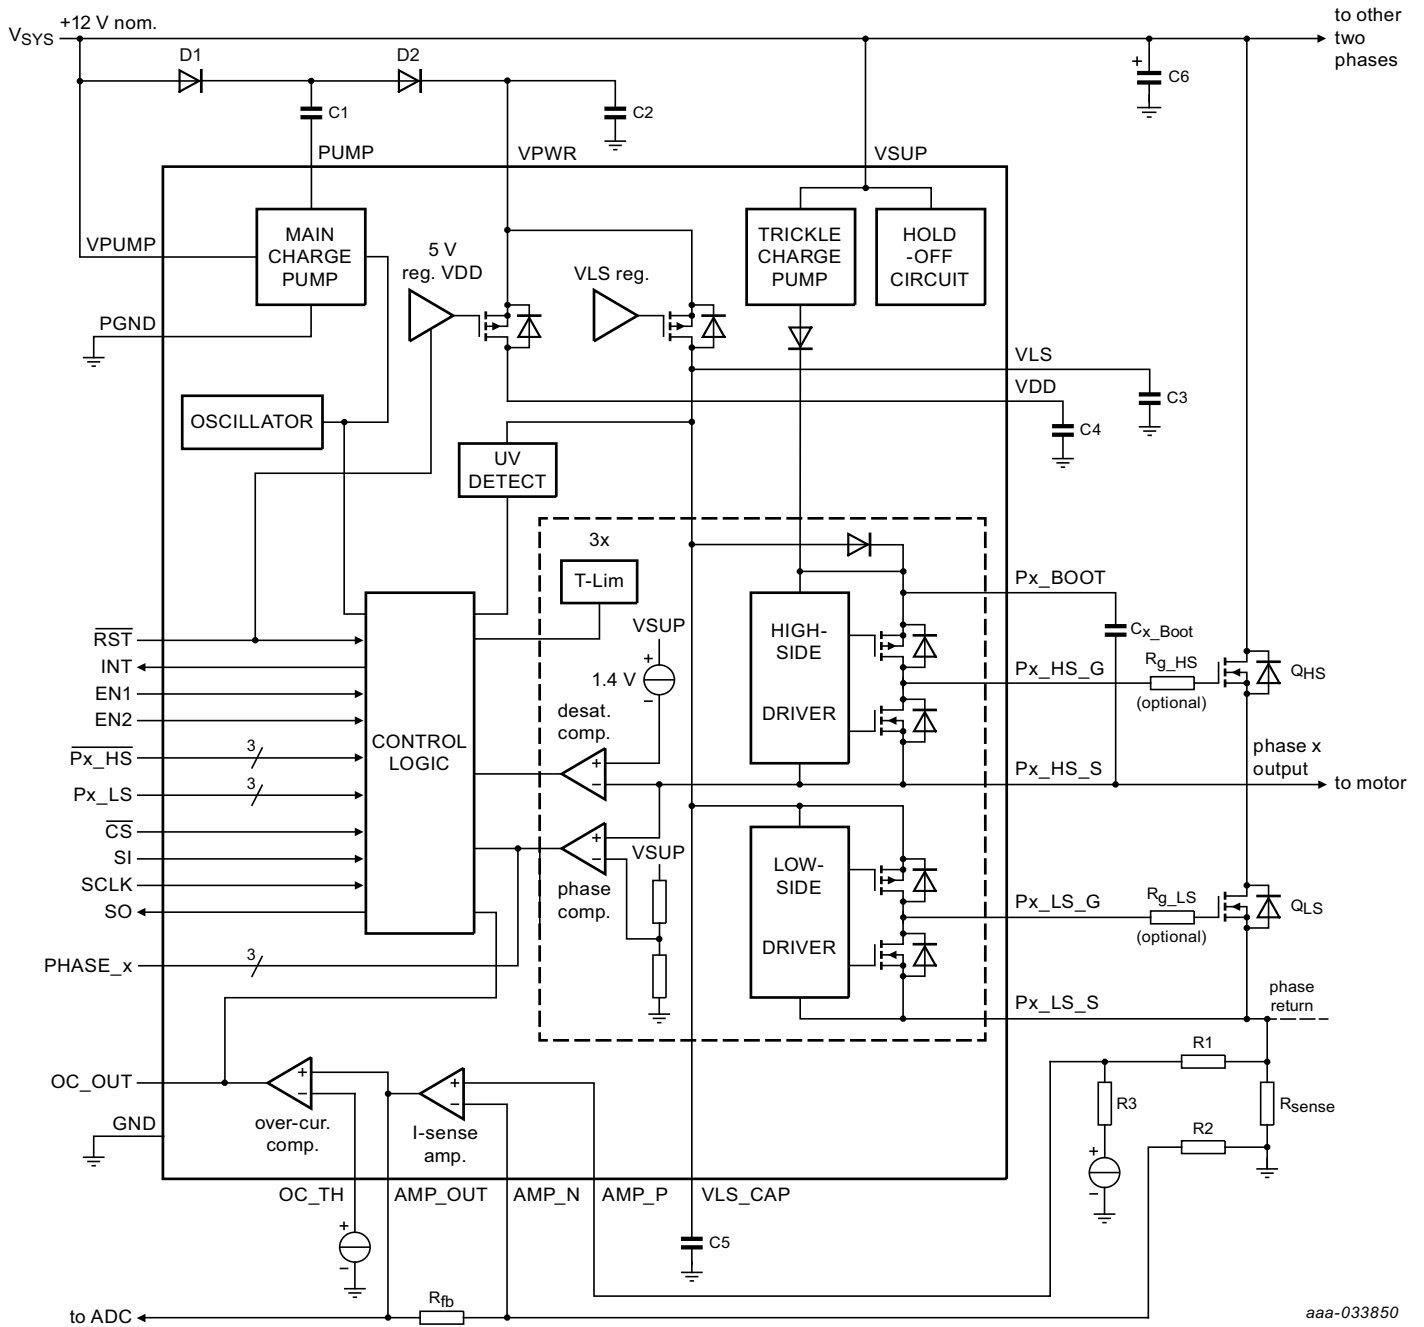 +12 V nom.
VSYS
to other
two
phases
D1
D2
C1
C2
C6
PUMP
VPWR
VSUP
VPUMP
MAIN
CHARGE
PUMP
5 V
reg. VDD
VLS reg.
TRICKLE
CHARGE
PUMP
HOLD
-OFF
CIRCUIT
PGND
VLS
VDD
C3
C4
OSCILLATOR
UV
DETECT
3x
T-Lim
VSUP
+
1.4 V
−
desat.
comp.
HIGH-
SIDE
DRIVER
Px_BOOT
Cx_Boot
Px_HS_G
Rg_HS
(optional)
QHS
RST
INT
EN1
EN2
Px_HS
3
Px_LS
3
CS
SI
SCLK
SO
PHASE_x
3
CONTROL
LOGIC
+
−
Px_HS_S
phase x
output
to motor
+
−
phase
comp.
VSUP
LOW-
SIDE
DRIVER
Px_LS_G
Rg_LS
(optional)
QLS
Px_LS_S
phase
return
R1
R3
Rsense
R2
+
−
OC_OUT
+
−
over-cur.
comp.
+
−
I-sense
amp.
GND
OC_TH
AMP_OUT
AMP_N
AMP_P
VLS_CAP
+
−
C5
to ADC
Rfb
aaa-033850